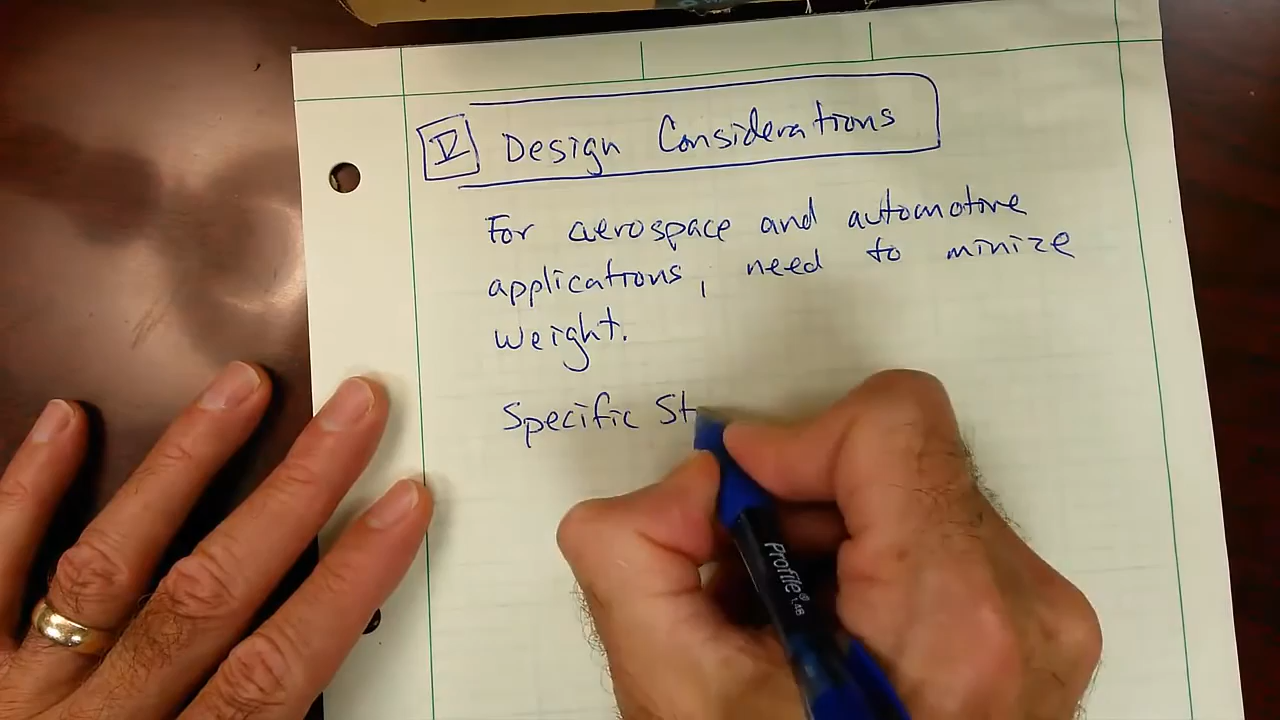 V Design Considerations
For aerospace and automotive
applications, need to minize
weight.
Specific St
Profile